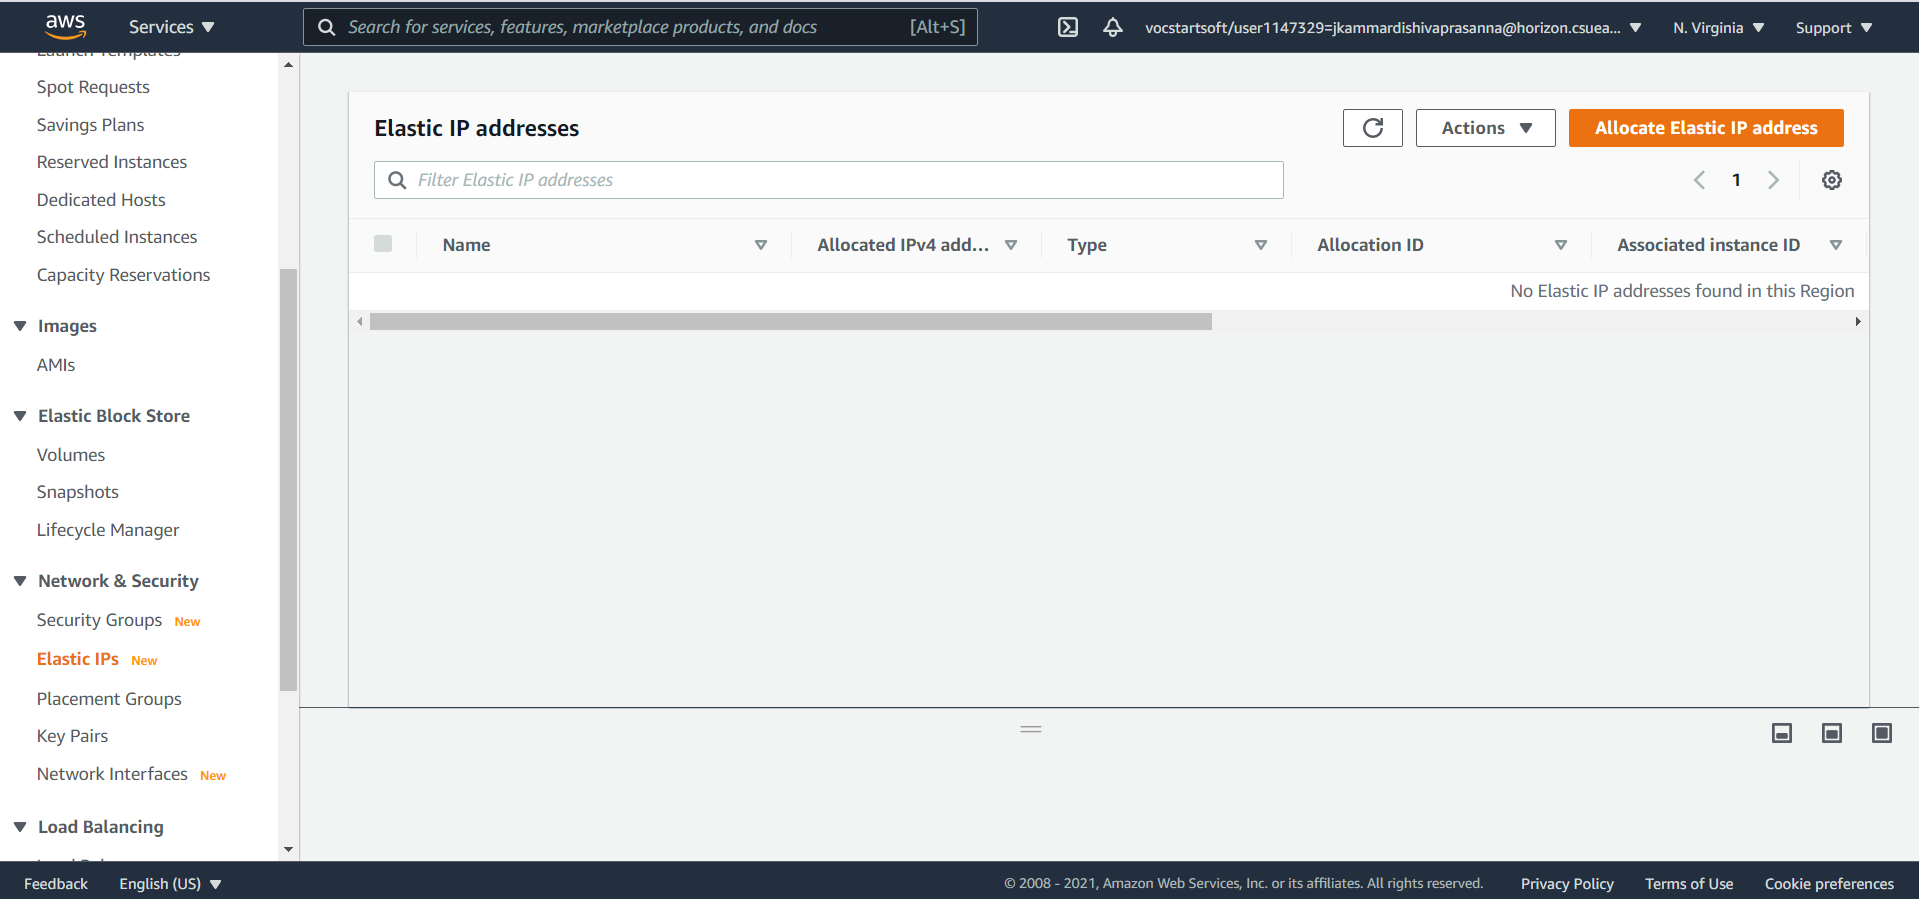 aws
Services
Search for services, features, marketplace products, and docs
[Alt+S]
vocstartsoft/user1147329=jkammardishivaprasanna@horizon.csuea...
N. Virginia
Support
Launch Templates
Spot Requests
Savings Plans
Reserved Instances
Dedicated Hosts
Scheduled Instances
Capacity Reservations
Images
AMIs
Elastic Block Store
Volumes
Snapshots
Lifecycle Manager
Network & Security
Security Groups New
Elastic IPs New
Placement Groups
Key Pairs
Network Interfaces New
Load Balancing
Elastic IP addresses
Actions
Allocate Elastic IP address
Filter Elastic IP addresses
1
Name
Allocated IPv4 add...
Type
Allocation ID
Associated instance ID
No Elastic IP addresses found in this Region
Feedback
English (US)
© 2008 - 2021, Amazon Web Services, Inc. or its affiliates. All rights reserved.
Privacy Policy
Terms of Use
Cookie preferences